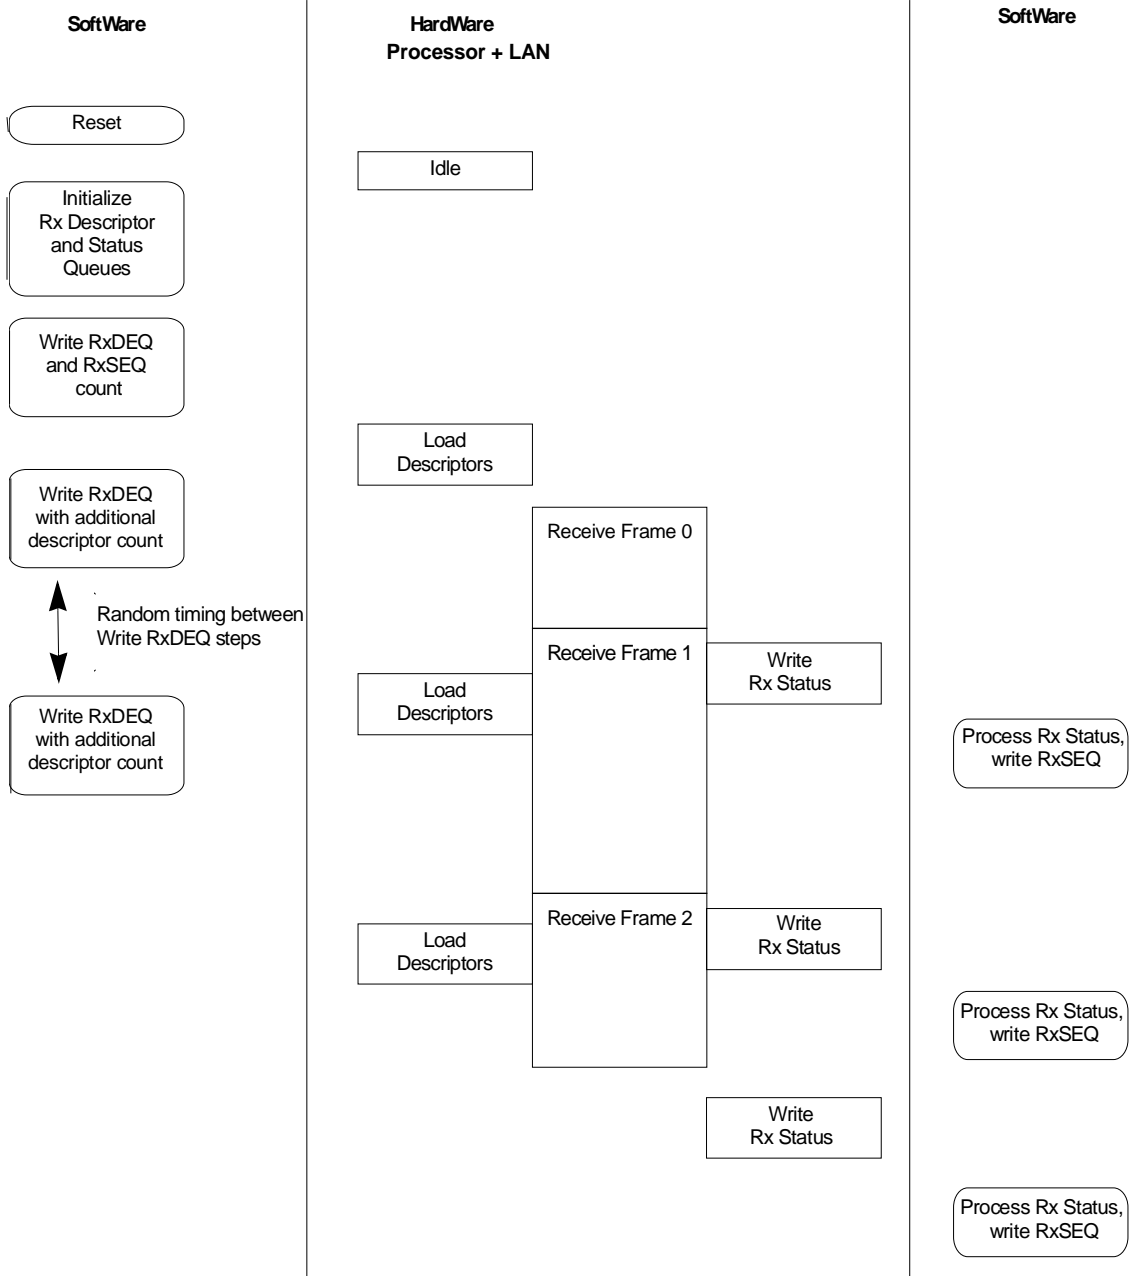 SoftWare
HardWare
Processor + LAN
SoftWare
Reset
Idle
Initialize
Rx Descriptor
and Status
Queues
Write RxDEQ
and RxSEQ
count
Load
Descriptors
Write RxDEQ
with additional
descriptor count
Receive Frame 0
Random timing between
Write RxDEQ steps
Receive Frame 1
Write
Rx Status
Load
Descriptors
Write RxDEQ
with additional
descriptor count
Process Rx Status,
write RxSEQ
Receive Frame 2
Write
Rx Status
Load
Descriptors
Process Rx Status,
write RxSEQ
Write
Rx Status
Process Rx Status,
write RxSEQ